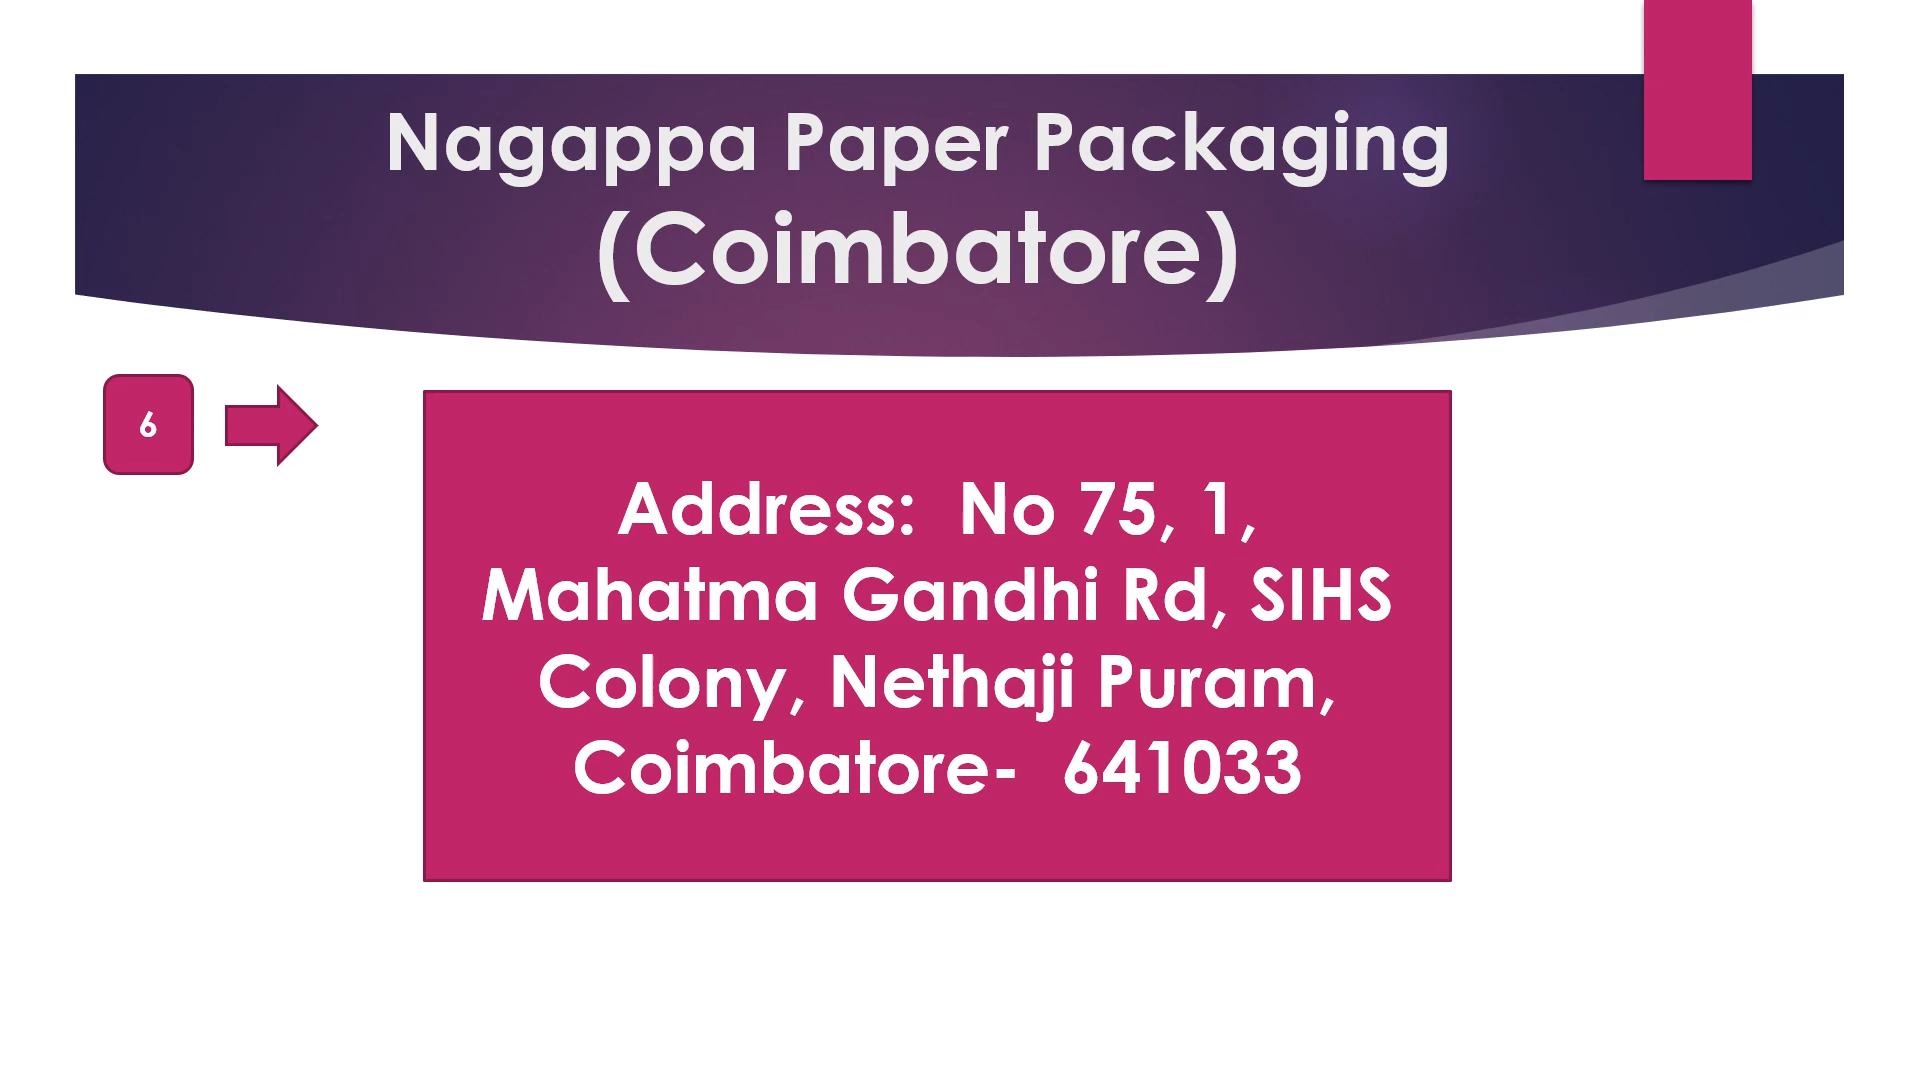 Nagappa Paper Packaging
(Coimbatore)
6
Address:  No 75, 1,
Mahatma Gandhi Rd, SIHS
Colony, Nethaji Puram,
Coimbatore-  641033